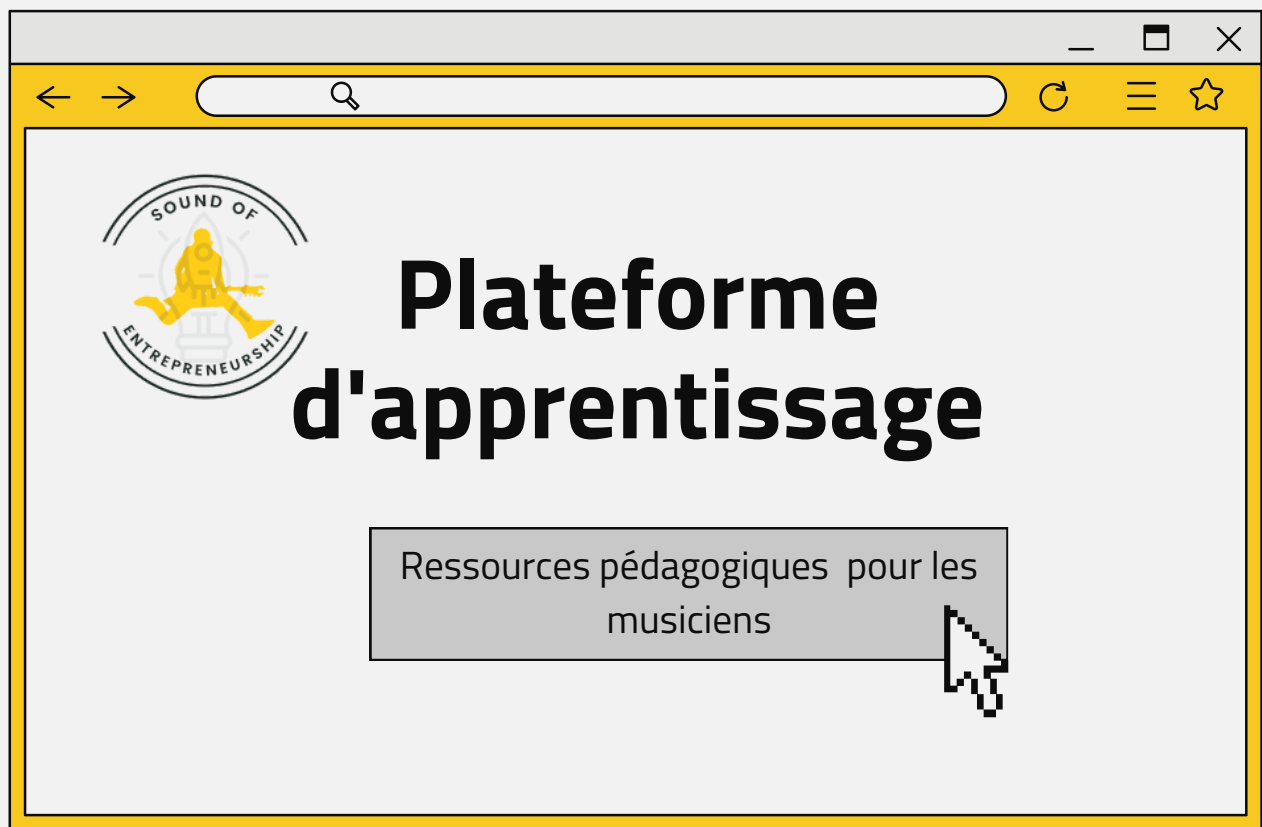 SOUND OF
ENTREPRENEURSHIP
Plateforme
d'apprentissage
Ressources pédagogiques  pour les
musiciens